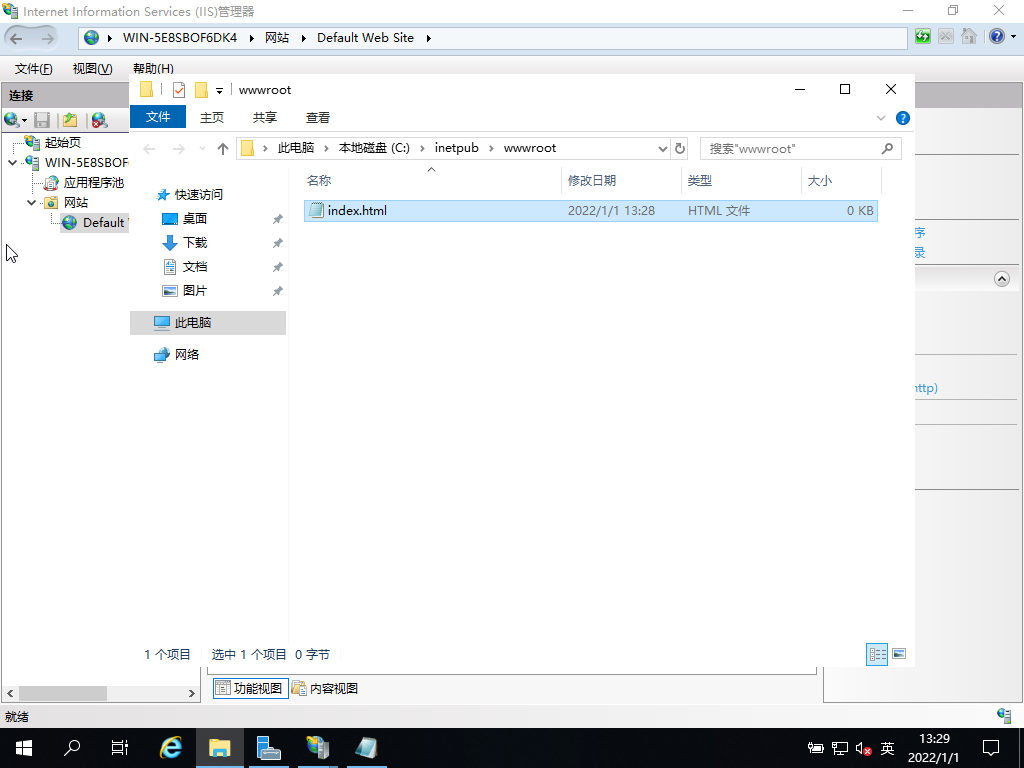 Internet Information Services (IIS)管理器
WIN-5E8SBOF6DK4 网站 Default Web Site
文件(F) 视图(V) 帮助(H)
连接
起始页
WIN-5E8SBOF
应用程序池
网站
Default
wwwroot
文件 主页 共享 查看
此电脑 本地磁盘 (C:) inetpub wwwroot
搜索"wwwroot"
快速访问
桌面
下载
文档
图片
此电脑
网络
名称 修改日期 类型 大小
index.html 2022/1/1 13:28 HTML 文件 0 KB
序
录
http)
1 个项目 选中 1 个项目 0 字节
功能视图 内容视图
就绪
英
13:29
2022/1/1